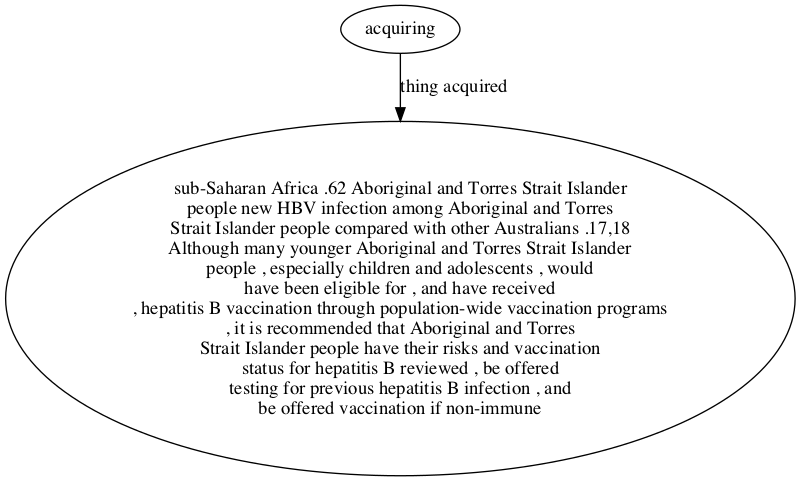 acquiring
thing acquired
sub-Saharan Africa .62 Aboriginal and Torres Strait Islander
people new HBV infection among Aboriginal and Torres
Strait Islander people compared with other Australians .17,18
Although many younger Aboriginal and Torres Strait Islander
people , especially children and adolescents , would
have been eligible for , and have received
, hepatitis B vaccination through population-wide vaccination programs
, it is recommended that Aboriginal and Torres
Strait Islander people have their risks and vaccination
status for hepatitis B reviewed , be offered
testing for previous hepatitis B infection , and
be offered vaccination if non-immune